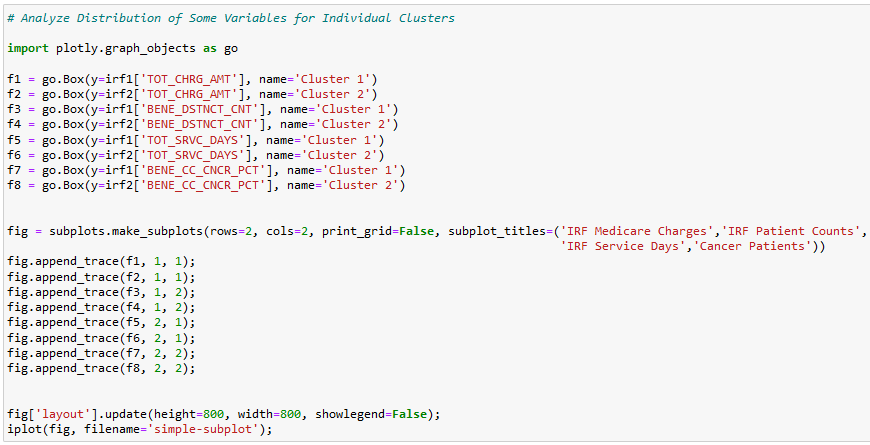 # Analyze Distribution of Some Variables for Individual Clusters
import plotly.graph_objects as go
f1 = go.Box(y=irf1['TOT_CHRG_AMT'], name='Cluster 1')
f2 = go.Box(y=irf2['TOT_CHRG_AMT'], name='Cluster 2')
f3 = go.Box(y=irf1['BENE_DSTNCT_CNT'], name='Cluster 1')
f4 = go.Box(y=irf2['BENE_DSTNCT_CNT'], name='Cluster 2')
f5 = go.Box(y=irf1['TOT_SRVC_DAYS'], name='Cluster 1')
f6 = go.Box(y=irf2['TOT_SRVC_DAYS'], name='Cluster 2')
f7 = go.Box(y=irf1['BENE_CC_CNCR_PCT'], name='Cluster 1')
f8 = go.Box(y=irf2['BENE_CC_CNCR_PCT'], name='Cluster 2')
fig = subplots.make_subplots(rows=2, cols=2, print_grid=False, subplot_titles=('IRF Medicare Charges','IRF Patient Counts',
'IRF Service Days','Cancer Patients'))
fig.append_trace(f1, 1, 1);
fig.append_trace(f2, 1, 1);
fig.append_trace(f3, 1, 2);
fig.append_trace(f4, 1, 2);
fig.append_trace(f5, 2, 1);
fig.append_trace(f6, 2, 1);
fig.append_trace(f7, 2, 2);
fig.append_trace(f8, 2, 2);
fig['layout'].update(height=800, width=800, showlegend=False);
iplot(fig, filename='simple-subplot');